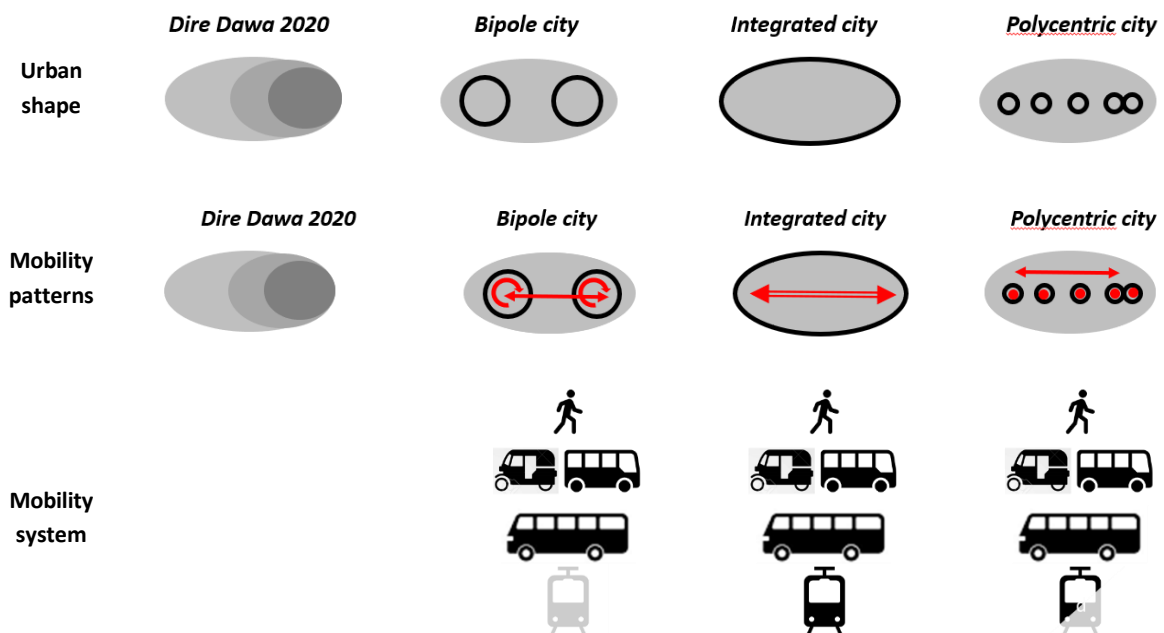 Dire Dawa 2020 Bipole city Integrated city Polycentric city
Urban
shape
Dire Dawa 2020 Bipole city Integrated city Polycentric city
Mobility
patterns
Mobility
system